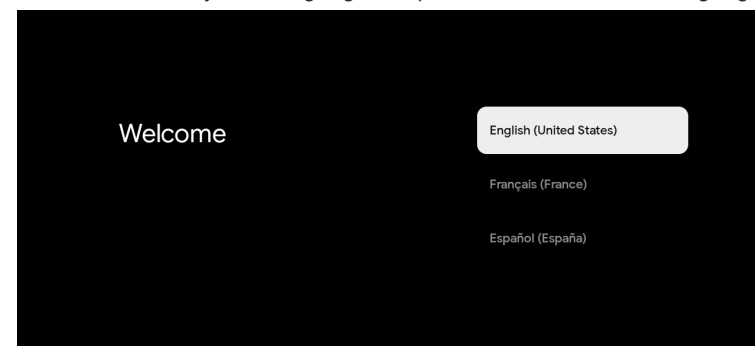 Welcome
English (United States)
Français (France)
Español (España)